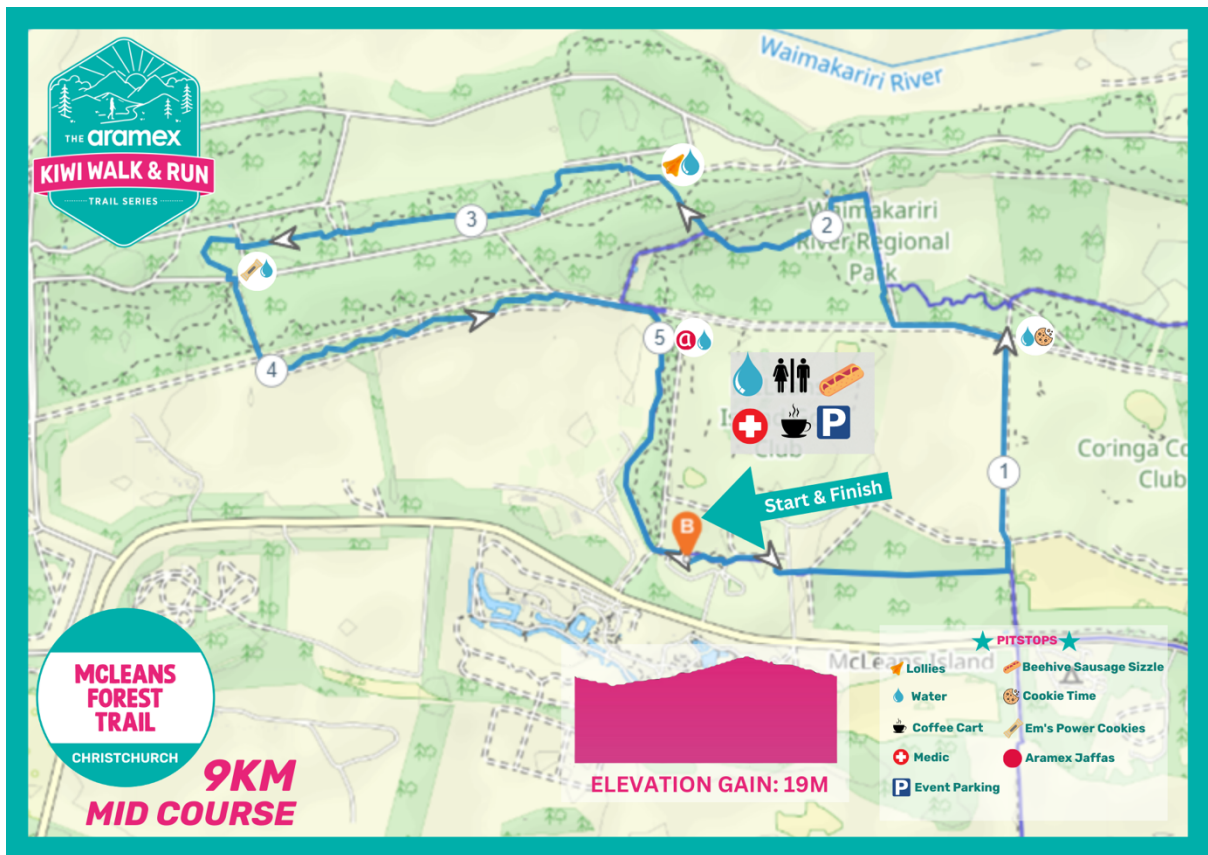 THE aramex
KIWI WALK & RUN
TRAIL SERIES
Waimakariri River
3
2
Waimakariri
River Regional
Park
4
5
a
P
Club
1
Coringa Co
Club
Start & Finish
B
McLeans Island
MCLEANS
FOREST
TRAIL
CHRISTCHURCH
9KM
MID COURSE
ELEVATION GAIN: 19M
PITSTOPS
Lollies
Beehive Sausage Sizzle
Water
Cookie Time
Coffee Cart
Em's Power Cookies
Medic
Aramex Jaffas
P Event Parking